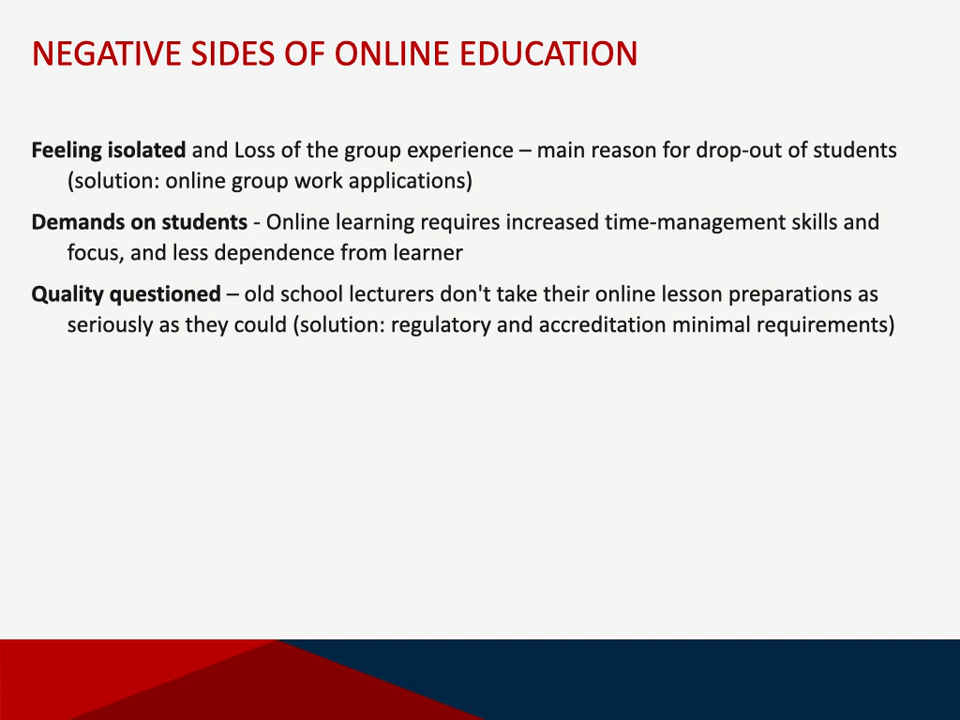 NEGATIVE SIDES OF ONLINE EDUCATION
Feeling isolated and Loss of the group experience – main reason for drop-out of students
(solution: online group work applications)
Demands on students - Online learning requires increased time-management skills and
focus, and less dependence from learner
Quality questioned – old school lecturers don't take their online lesson preparations as
seriously as they could (solution: regulatory and accreditation minimal requirements)